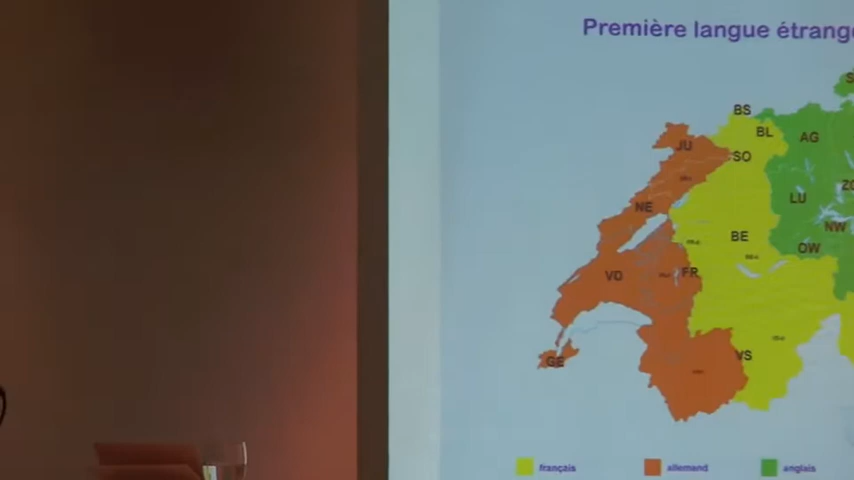 Première langue étrang
S
BS
BL
AG
JU
SO
ZG
LU
NE
NW
BE
OW
FR
VD
VS
GE
français
allemand
anglais